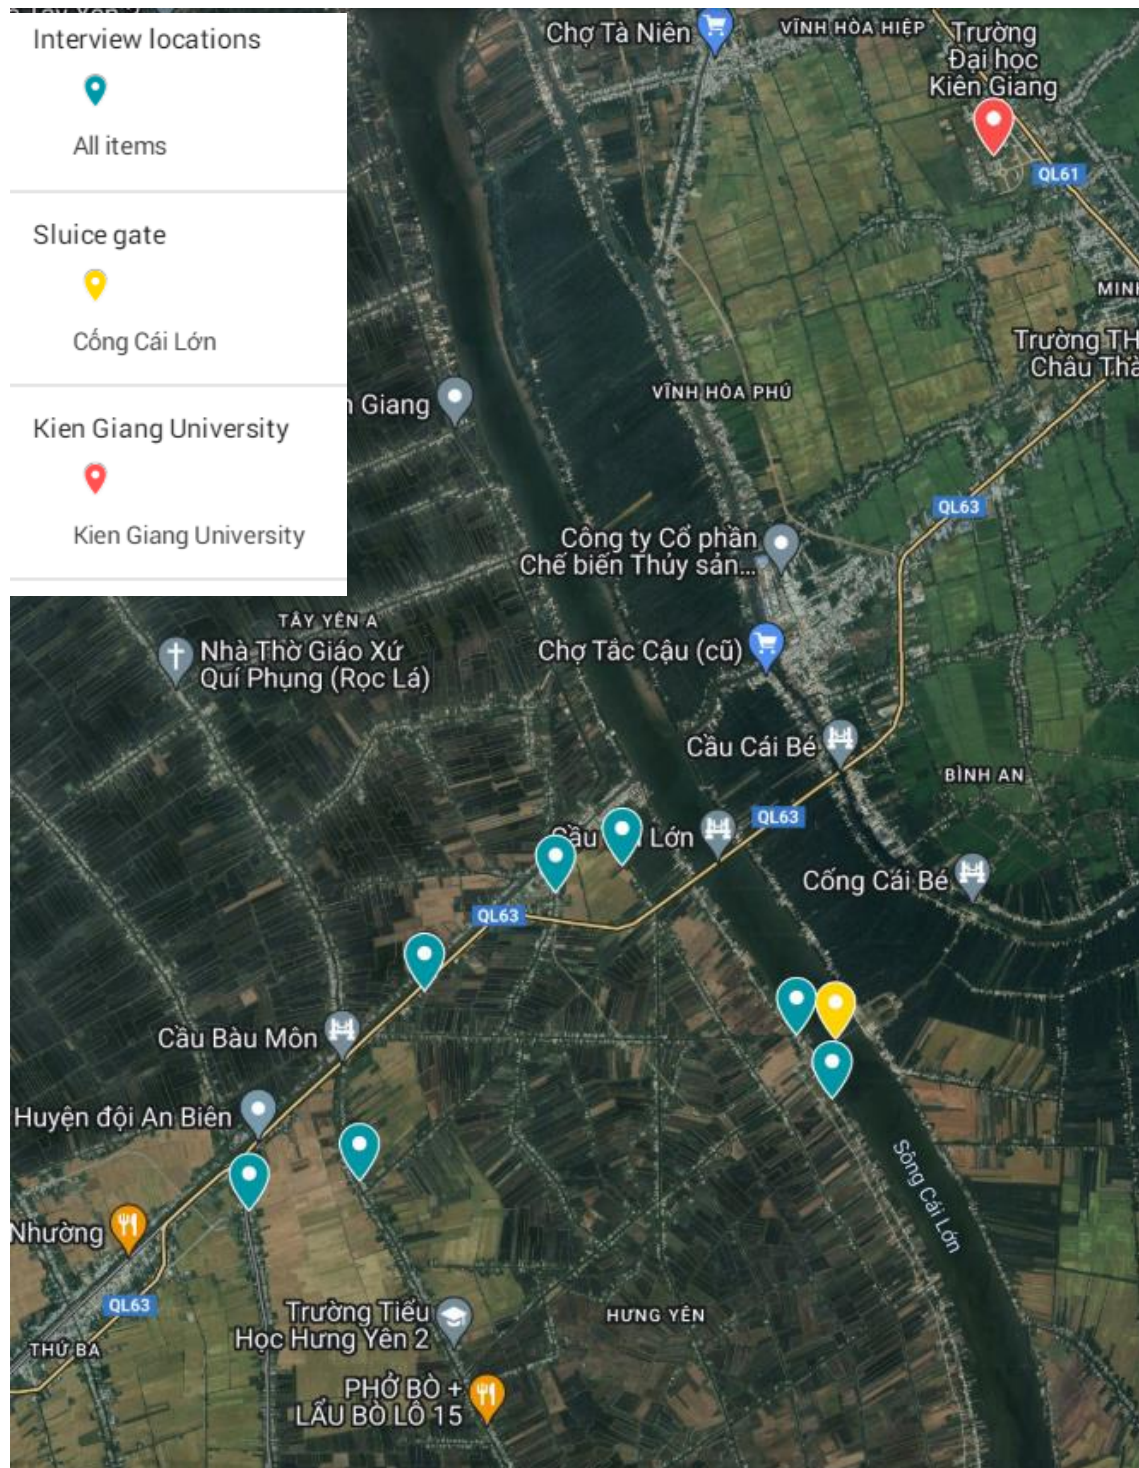 Interview locations
All items
Sluice gate
Cống Cái Lớn
Kien Giang University
Kien Giang University
Chợ Tà Niên
VĨNH HÒA HIỆP
Trường
Đại học
Kiên Giang
QL61
MINH
Trường TH
Châu Thà
VĨNH HÒA PHÚ
Giang
QL63
Công ty Cổ phần
Chế biến Thủy sản...
TÂY YÊN A
Nhà Thờ Giáo Xứ
Quí Phụng (Rọc Lá)
Chợ Tắc Cậu (cũ)
Cầu Cái Bé
BÌNH AN
QL63
Cầu
Lớn
Cống Cái Bé
QL63
Cầu Bàu Môn
Huyện đội An Biên
Sông Cái Lớn
Nhường
QL63
Trường Tiểu
Học Hưng Yên 2
HƯNG YÊN
THỨ BA
PHỞ BÒ +
LẨU BÒ LÔ 15